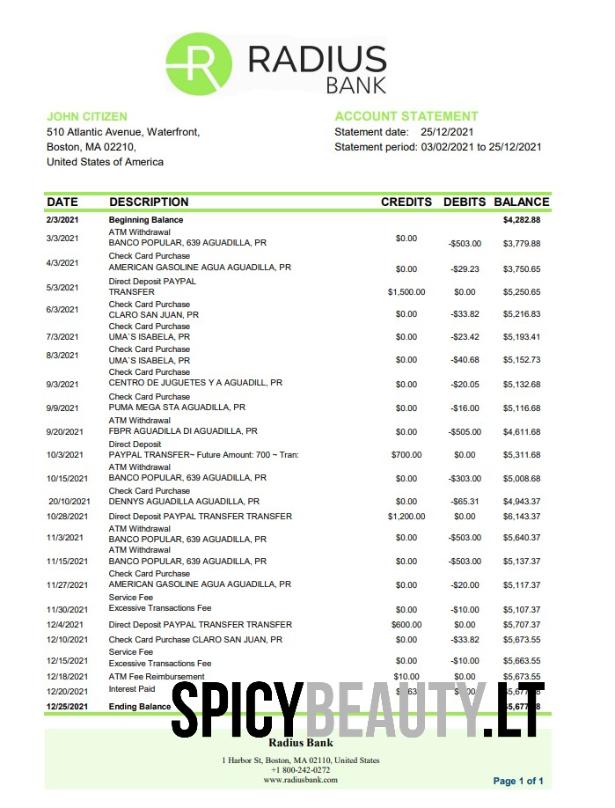 R RADIUS
BANK
JOHN CITIZEN
510 Atlantic Avenue, Waterfront,
Boston, MA 02210,
United States of America
ACCOUNT STATEMENT
Statement date: 25/12/2021
Statement period: 03/02/2021 to 25/12/2021
DATE DESCRIPTION CREDITS DEBITS BALANCE
2/3/2021 Beginning Balance $4,282.88
3/3/2021 ATM Withdrawal
BANCO POPULAR, 639 AGUADILLA, PR $0.00 -$503.00 $3,779.88
4/3/2021 Check Card Purchase
AMERICAN GASOLINE AGUA AGUADILLA, PR $0.00 -$29.23 $3,750.65
5/3/2021 Direct Deposit PAYPAL
TRANSFER $1,500.00 $0.00 $5,250.65
6/3/2021 Check Card Purchase
CLARO SAN JUAN, PR $0.00 -$33.82 $5,216.83
7/3/2021 Check Card Purchase
UMA`S ISABELA, PR $0.00 -$23.42 $5,193.41
8/3/2021 Check Card Purchase
UMA`S ISABELA, PR $0.00 -$40.68 $5,152.73
9/3/2021 Check Card Purchase
CENTRO DE JUGUETES Y A AGUADILL, PR $0.00 -$20.05 $5,132.68
9/9/2021 Check Card Purchase
PUMA MEGA STA AGUADILLA, PR $0.00 -$16.00 $5,116.68
9/20/2021 ATM Withdrawal
FBPR AGUADILLA DI AGUADILLA, PR $0.00 -$505.00 $4,611.68
10/3/2021 Direct Deposit
PAYPAL TRANSFER~ Future Amount: 700 ~ Tran: $700.00 $0.00 $5,311.68
10/15/2021 ATM Withdrawal
BANCO POPULAR, 639 AGUADILLA, PR $0.00 -$303.00 $5,008.68
20/10/2021 Check Card Purchase
DENNYS AGUADILLA AGUADILLA, PR $0.00 -$65.31 $4,943.37
10/28/2021 Direct Deposit PAYPAL TRANSFER TRANSFER $1,200.00 $0.00 $6,143.37
11/3/2021 ATM Withdrawal
BANCO POPULAR, 639 AGUADILLA, PR $0.00 -$503.00 $5,640.37
11/15/2021 ATM Withdrawal
BANCO POPULAR, 639 AGUADILLA, PR $0.00 -$503.00 $5,137.37
11/27/2021 Check Card Purchase
AMERICAN GASOLINE AGUA AGUADILLA, PR $0.00 -$20.00 $5,117.37
11/30/2021 Service Fee
Excessive Transactions Fee $0.00 -$10.00 $5,107.37
12/4/2021 Direct Deposit PAYPAL TRANSFER TRANSFER $600.00 $0.00 $5,707.37
12/10/2021 Check Card Purchase CLARO SAN JUAN, PR $0.00 -$33.82 $5,673.55
12/15/2021 Service Fee
Excessive Transactions Fee $0.00 -$10.00 $5,663.55
12/18/2021 ATM Fee Reimbursement $10.00 $0.00 $5,673.55
12/20/2021 Interest Paid
12/25/2021 Ending Balance
SPICYBEAUTY.LT
Radius Bank
1 Harbor St, Boston, MA 02110, United States
+1 800-242-0272
www.radiusbank.com
Page 1 of 1